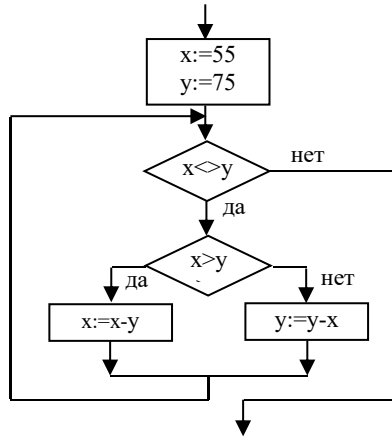 x:=55
y:=75
x<>y
нет
да
x>y
да
нет
x:=x-y
y:=y-x